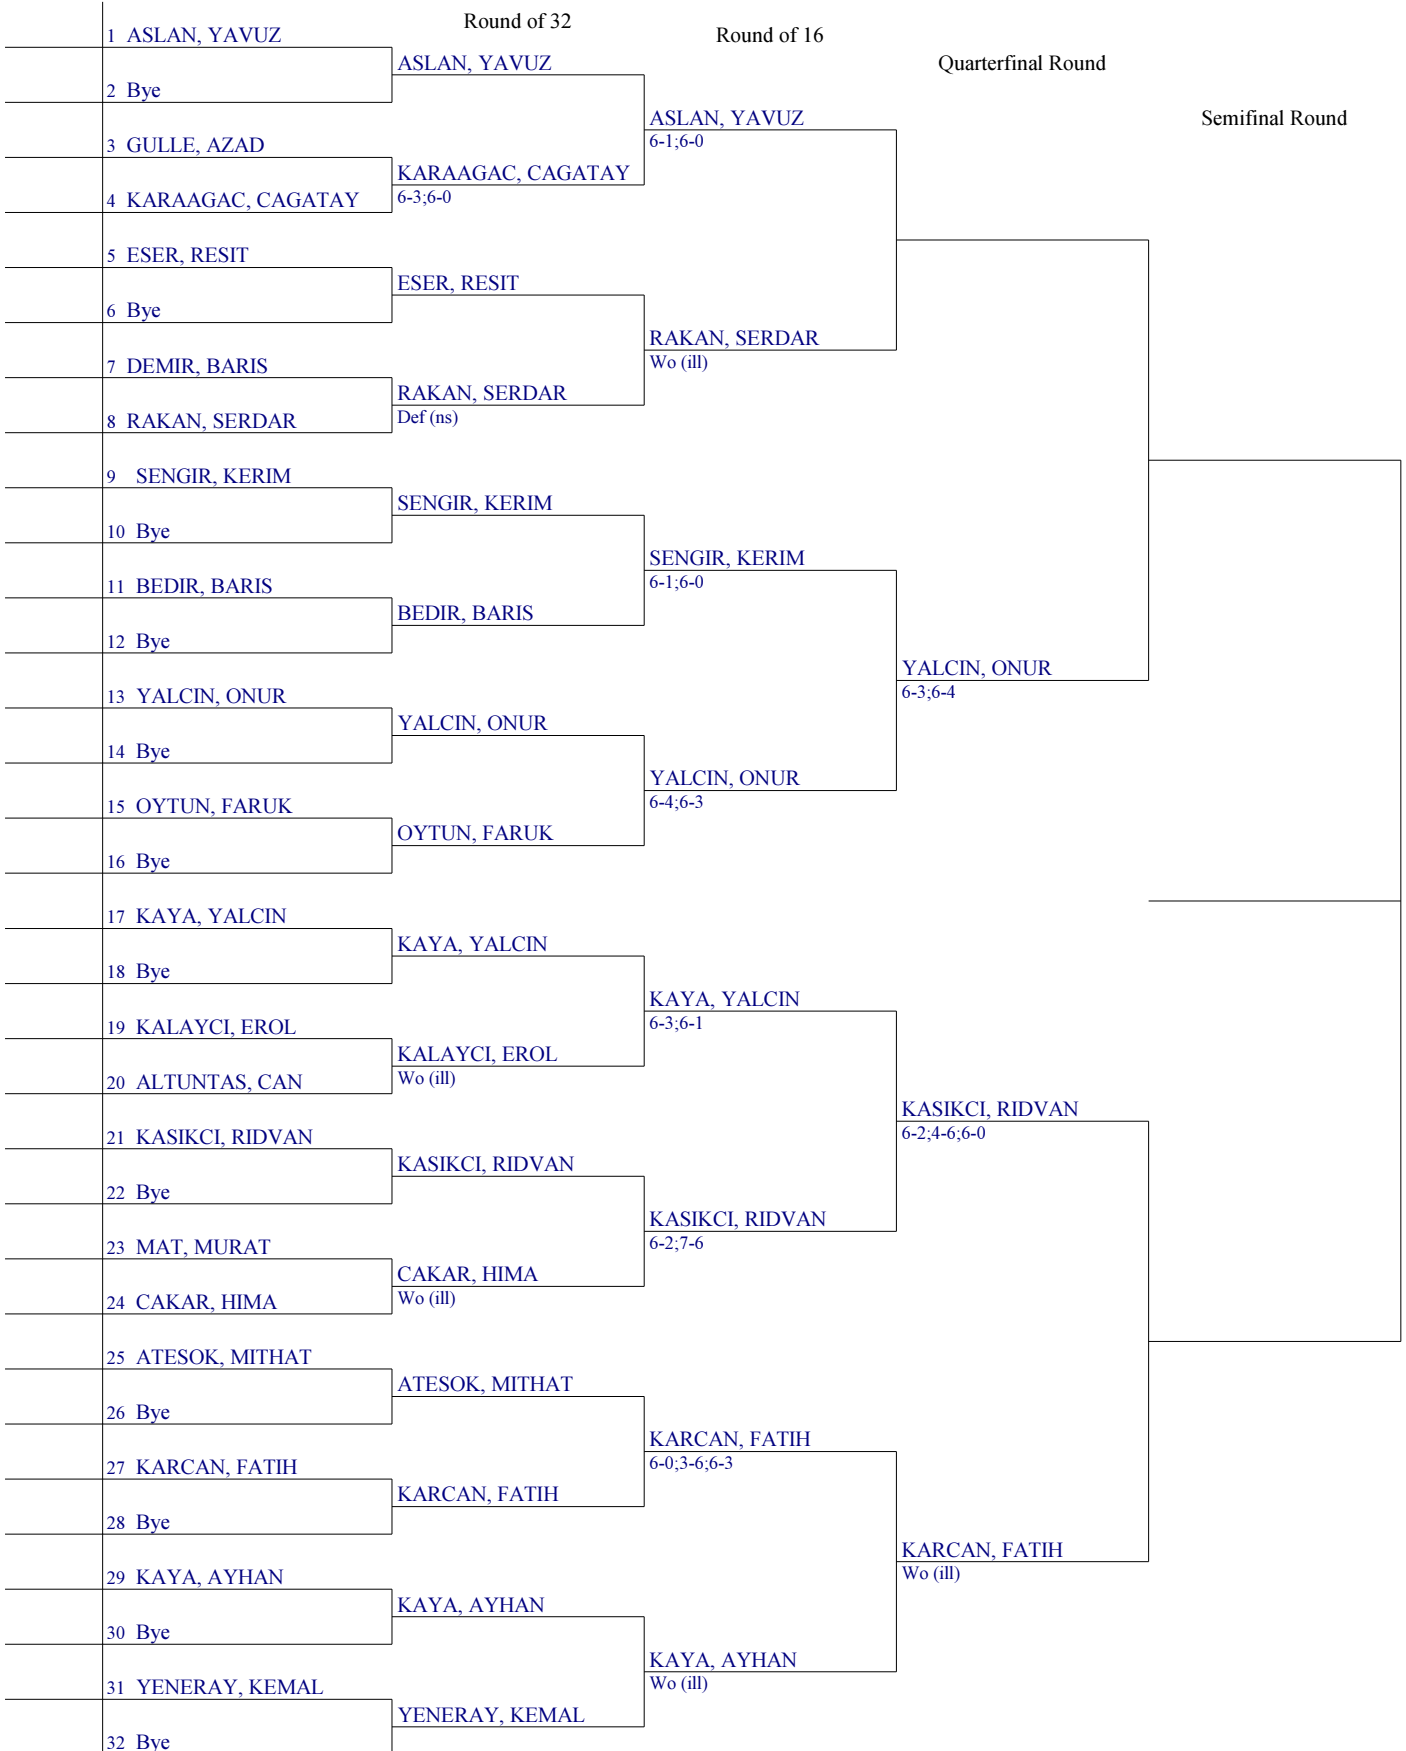 Round of 32
Round of 16
Quarterfinal Round
Semifinal Round
1 ASLAN, YAVUZ
2 Bye
3 GULLE, AZAD
4 KARAAGAC, CAGATAY
5 ESER, RESIT
6 Bye
7 DEMIR, BARIS
8 RAKAN, SERDAR
9 SENGIR, KERIM
10 Bye
11 BEDIR, BARIS
12 Bye
13 YALCIN, ONUR
14 Bye
15 OYTUN, FARUK
16 Bye
17 KAYA, YALCIN
18 Bye
19 KALAYCI, EROL
20 ALTUNTAS, CAN
21 KASIKCI, RIDVAN
22 Bye
23 MAT, MURAT
24 CAKAR, HIMA
25 ATESOK, MITHAT
26 Bye
27 KARCAN, FATIH
28 Bye
29 KAYA, AYHAN
30 Bye
31 YENERAY, KEMAL
32 Bye
ASLAN, YAVUZ
KARAAGAC, CAGATAY
6-3;6-0
ESER, RESIT
RAKAN, SERDAR
Def (ns)
SENGIR, KERIM
BEDIR, BARIS
YALCIN, ONUR
OYTUN, FARUK
KAYA, YALCIN
KALAYCI, EROL
Wo (ill)
KASIKCI, RIDVAN
CAKAR, HIMA
Wo (ill)
ATESOK, MITHAT
KARCAN, FATIH
KAYA, AYHAN
YENERAY, KEMAL
ASLAN, YAVUZ
6-1;6-0
RAKAN, SERDAR
Wo (ill)
SENGIR, KERIM
6-1;6-0
YALCIN, ONUR
6-4;6-3
KAYA, YALCIN
6-3;6-1
KASIKCI, RIDVAN
6-2;7-6
KARCAN, FATIH
6-0;3-6;6-3
KAYA, AYHAN
Wo (ill)
YALCIN, ONUR
6-3;6-4
KASIKCI, RIDVAN
6-2;4-6;6-0
KARCAN, FATIH
Wo (ill)